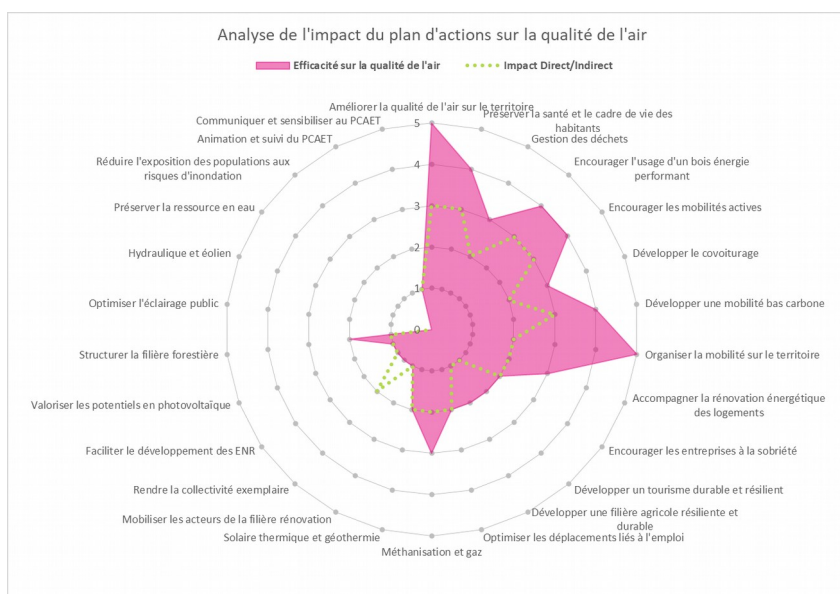 Analyse de l'impact du plan d'actions sur la qualité de l'air
Efficacité sur la qualité de l'air
Impact Direct/Indirect
Améliorer la qualité de l'air sur le territoire
Préserver la santé et le cadre de vie des
habitants
Gestion des déchets
Encourager l'usage d'un bois énergie
performant
Encourager les mobilités actives
Développer le covoiturage
Développer une mobilité bas carbone
Organiser la mobilité sur le territoire
Accompagner la rénovation énergétique
des logements
Encourager les entreprises à la sobriété
Développer un tourisme durable et résilient
Développer une filière agricole résiliente et
durable
Optimiser les déplacements liés à l'emploi
Méthanisation et gaz
Solaire thermique et géothermie
Mobiliser les acteurs de la filière rénovation
Rendre la collectivité exemplaire
Faciliter le développement des ENR
Valoriser les potentiels en photovoltaïque
Structurer la filière forestière
Optimiser l'éclairage public
Hydraulique et éolien
Préserver la ressource en eau
Réduire l'exposition des populations aux
risques d'inondation
Animation et suivi du PCAET
Communiquer et sensibiliser au PCAET
5
4
3
2
1
0